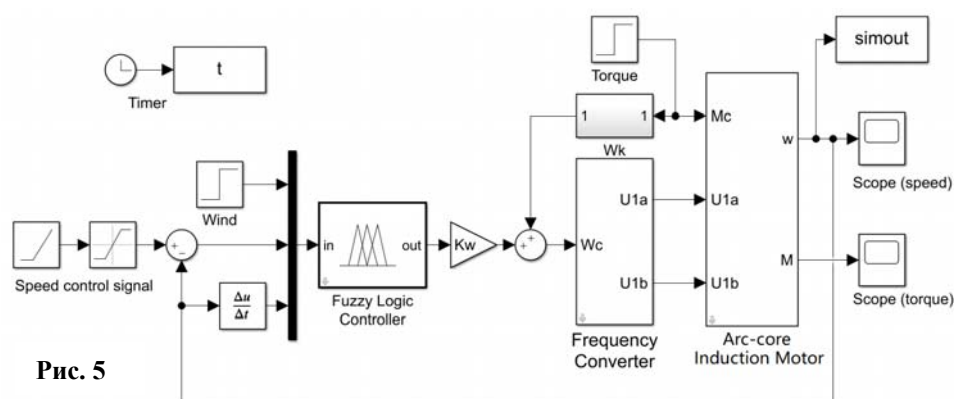 simout
t
Torque
Timer
1
1
Mc
w
Wk
Scope (speed)
Wind
U1a
U1a
in
out
Kw
+
−
+
+
Wc
M
Speed control signal
Δu
Δt
U1b
U1b
Scope (torque)
Fuzzy Logic
Controller
Frequency
Converter
Arc-core
Induction Motor
Рис. 5